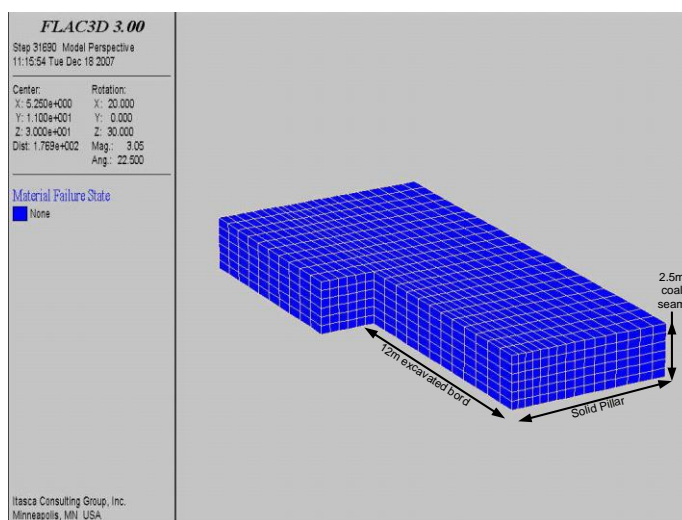 FLAC3D 3.00
Step 31690 Model Perspective
11:15:54 Tue Dec 18 2007
Center:
X: 5.250e+000
Y: 1.100e+001
Z: 3.000e+001
Dist: 1.769e+002
Rotation:
X: 20.000
Y: 0.000
Z: 30.000
Mag.: 3.05
Ang.: 22.500
Material Failure State
None
2.5m
coal
seam
12m excavated bord
Solid Pillar
Itasca Consulting Group, Inc.
Minneapolis, MN USA